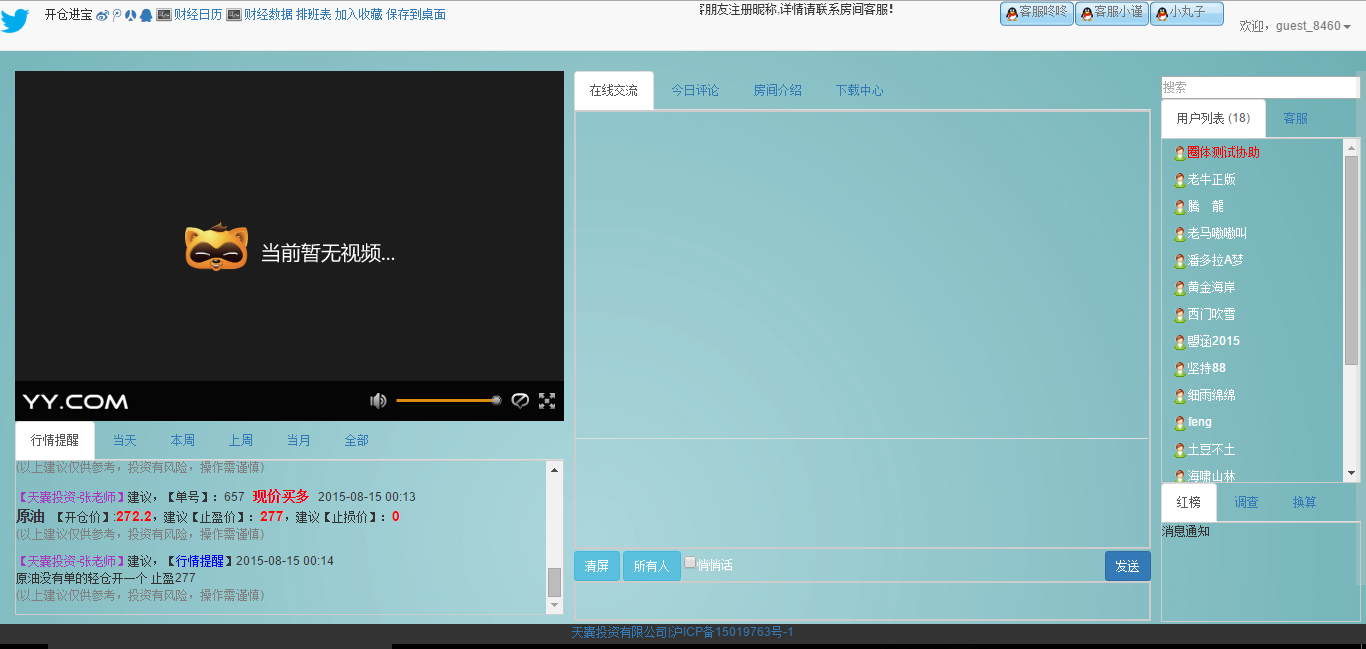 开仓进宝 财经日历 财经数据 排班表 加入收藏 保存到桌面
客朋友注册昵称,详情请联系房间客服!
客服咚咚 客服小谨 小丸子
欢迎，guest_8460
当前暂无视频...
YY.COM
行情提醒 当天 本周 上周 当月 全部
(以上建议仅供参考，投资有风险，操作需谨慎)
【天襄投资-张老师】建议，【单号】：657 现价买多 2015-08-15 00:13
原油 【开仓价】:272.2，建议【止盈价】：277，建议【止损价】：0
(以上建议仅供参考，投资有风险，操作需谨慎)
【天襄投资-张老师】建议，【行情提醒】2015-08-15 00:14
原油没有单的轻仓开一个 止盈277
(以上建议仅供参考，投资有风险，操作需谨慎)
在线交流 今日评论 房间介绍 下载中心
清屏 所有人 悄悄话 发送
搜索
用户列表 (18) 客服
圈体测试协助
老牛正版
腾 龍
老马嗷嗷叫
潘多拉A梦
黄金海岸
西门吹雪
曌涵2015
坚持88
细雨绵绵
feng
土豆不土
海啸山林
红榜 调查 换算
消息通知
天襄投资有限公司|沪ICP备15019763号-1